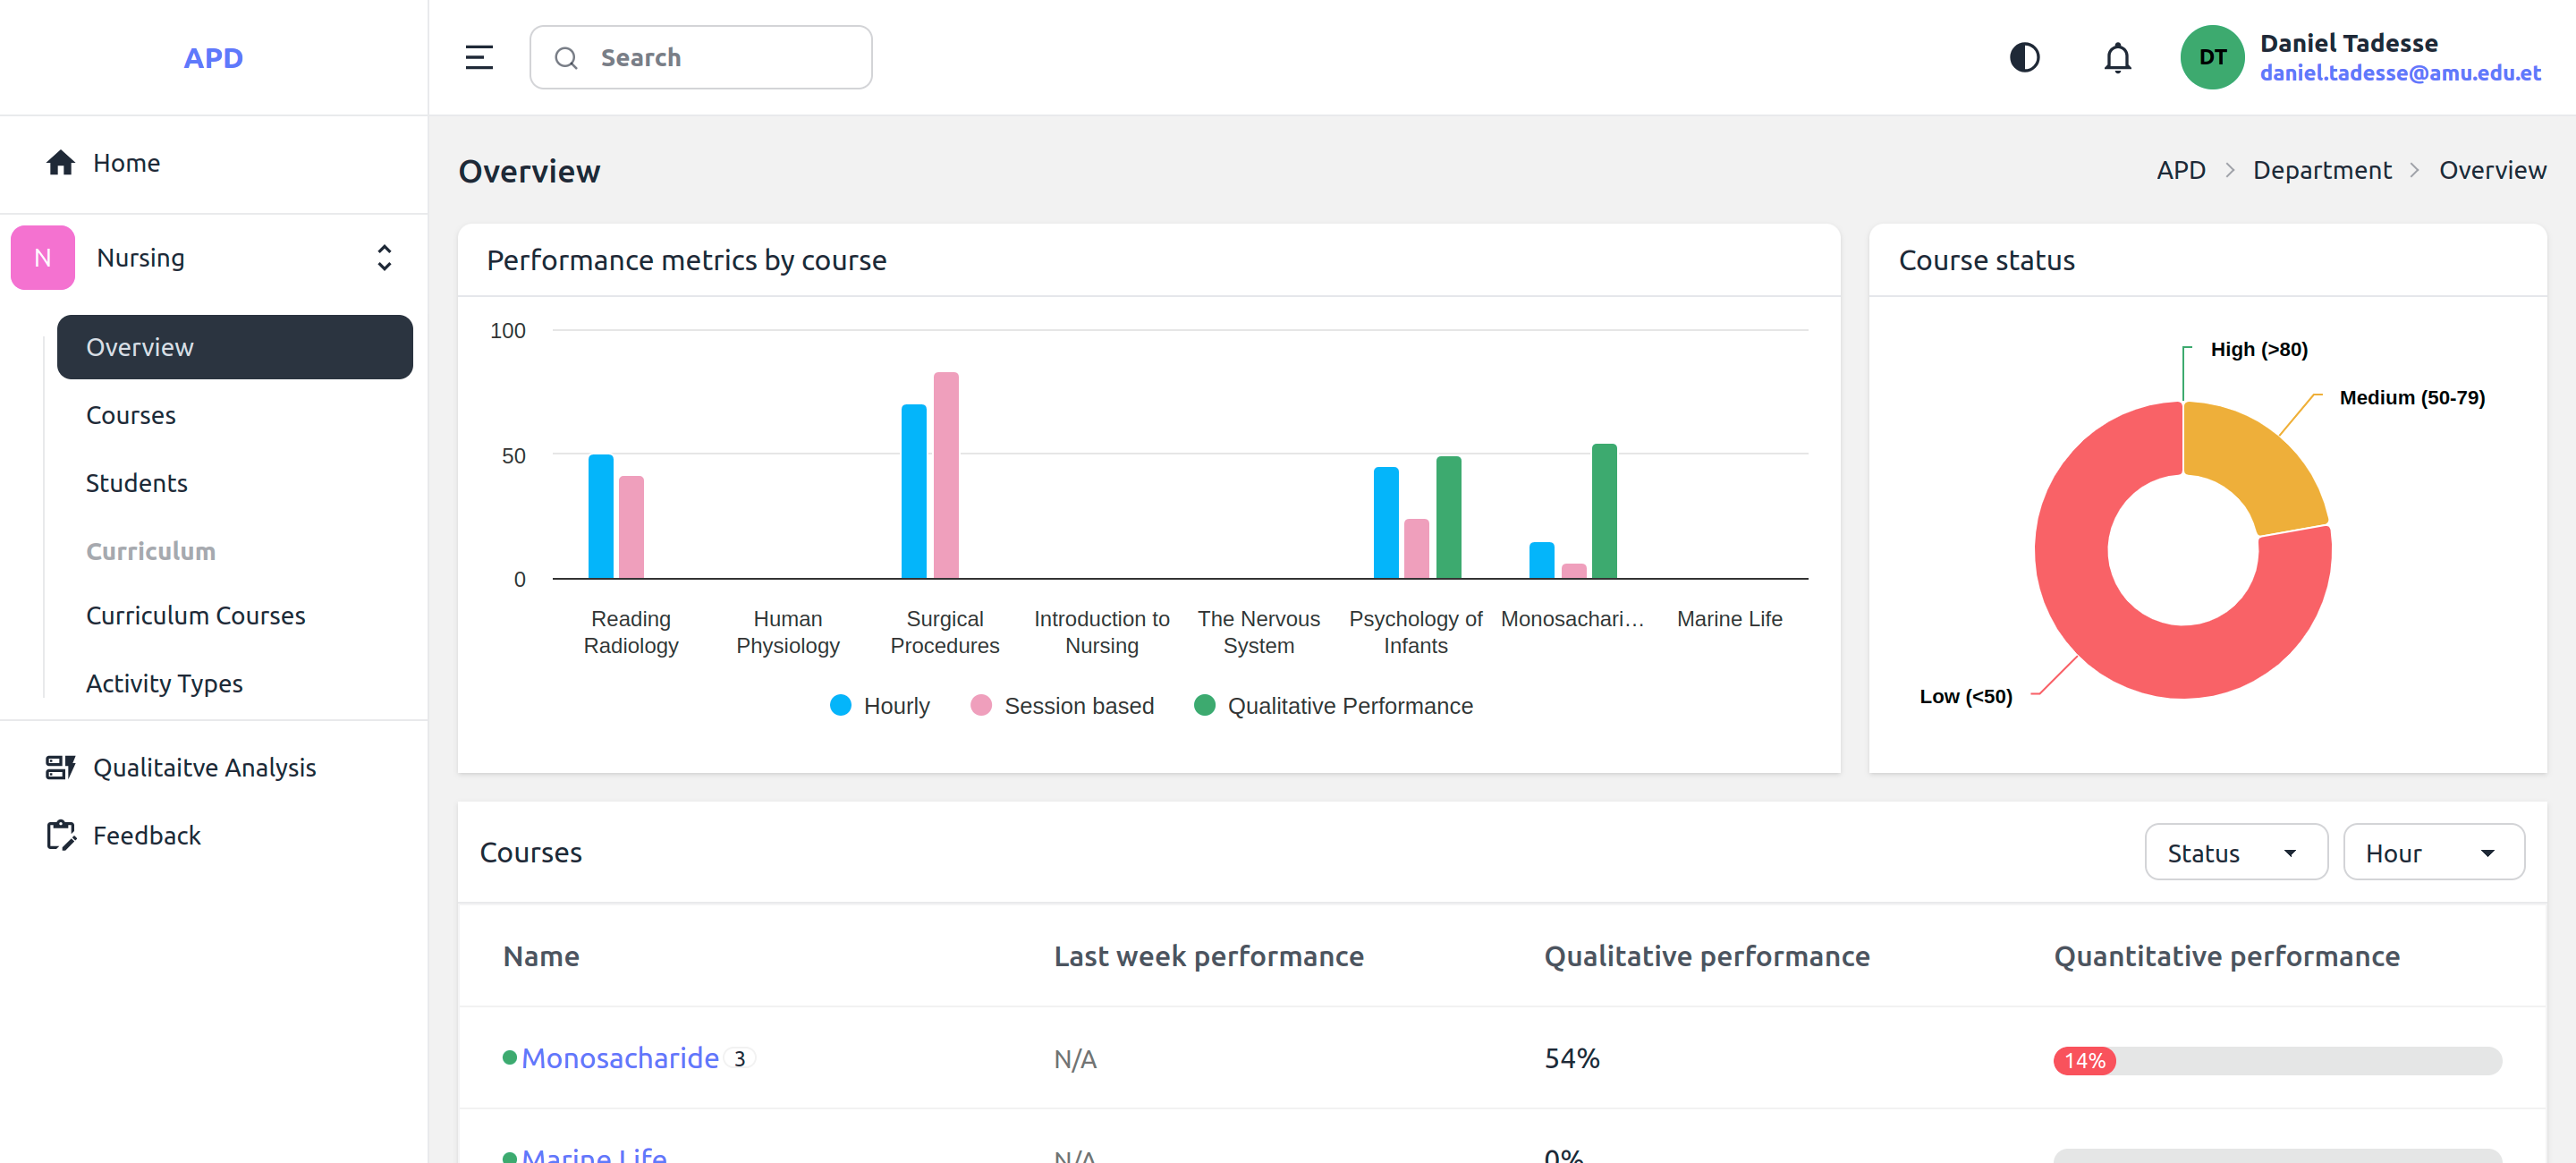 APD
Search
DT
Daniel Tadesse
daniel.tadesse@amu.edu.et
Home
N
Nursing
Overview
Courses
Students
Curriculum
Curriculum Courses
Activity Types
Qualitaitve Analysis
Feedback
Overview
APD
Department
Overview
Performance metrics by course
100
50
0
Reading
Radiology
Human
Physiology
Surgical
Procedures
Introduction to
Nursing
The Nervous
System
Psychology of
Infants
Monosachari…
Marine Life
Hourly
Session based
Qualitative Performance
Course status
High (>80)
Medium (50-79)
Low (<50)
Courses
Status
Hour
Name
Last week performance
Qualitative performance
Quantitative performance
Monosacharide 3
N/A
54%
14%
Marine Life
N/A
0%